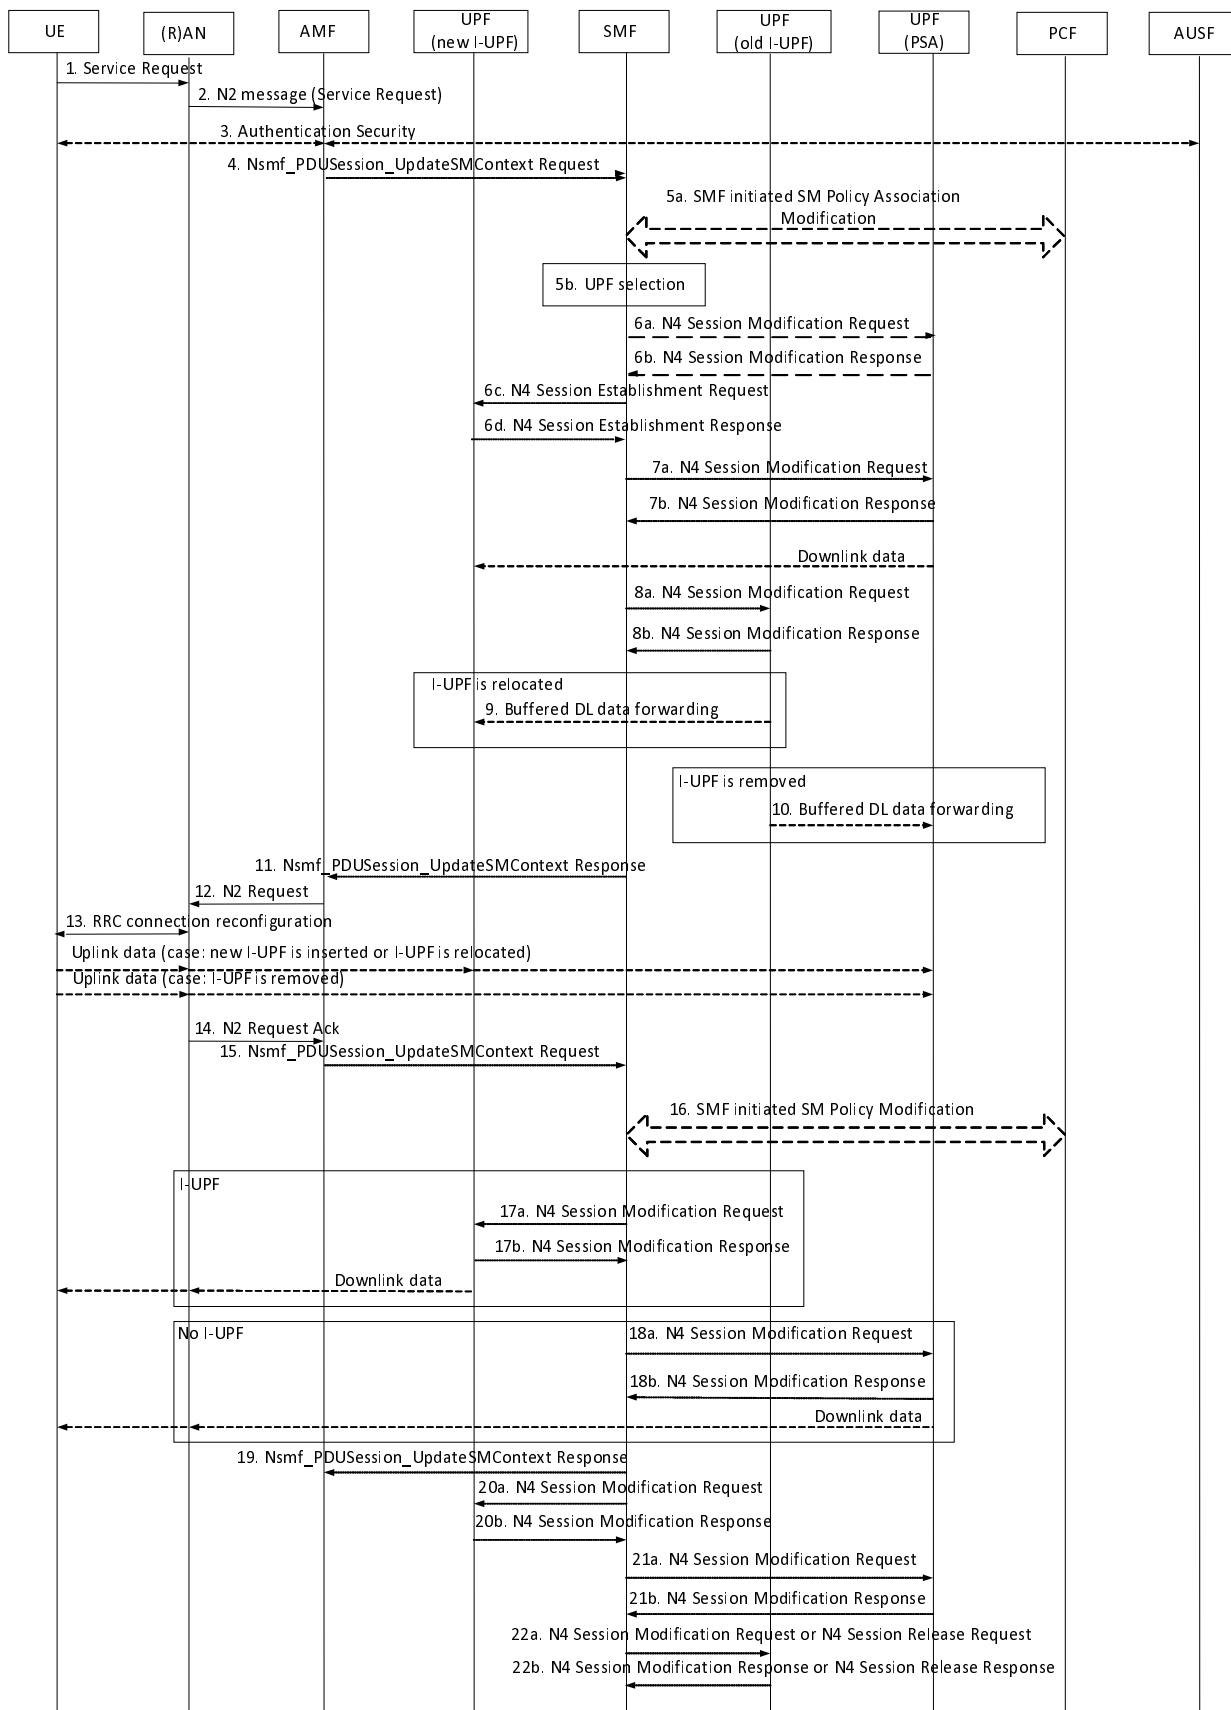 UE
(R)AN
AMF
UPF
(new I-UPF)
SMF
UPF
(old I-UPF)
UPF
(PSA)
PCF
AUSF
1. Service Request
2. N2 message (Service Request)
3. Authentication Security
4. Nsmf_PDUSession_UpdateSMContext Request
5a. SMF initiated SM Policy Association
Modification
5b. UPF selection
6a. N4 Session Modification Request
6b. N4 Session Modification Response
6c. N4 Session Establishment Request
6d. N4 Session Establishment Response
7a. N4 Session Modification Request
7b. N4 Session Modification Response
Downlink data
8a. N4 Session Modification Request
8b. N4 Session Modification Response
I-UPF is relocated
9. Buffered DL data forwarding
I-UPF is removed
10. Buffered DL data forwarding
11. Nsmf_PDUSession_UpdateSMContext Response
12. N2 Request
13. RRC connection reconfiguration
Uplink data (case: new I-UPF is inserted or I-UPF is relocated)
Uplink data (case: I-UPF is removed)
14. N2 Request Ack
15. Nsmf_PDUSession_UpdateSMContext Request
16. SMF initiated SM Policy Modification
I-UPF
17a. N4 Session Modification Request
17b. N4 Session Modification Response
Downlink data
No I-UPF
18a. N4 Session Modification Request
18b. N4 Session Modification Response
Downlink data
19. Nsmf_PDUSession_UpdateSMContext Response
20a. N4 Session Modification Request
20b. N4 Session Modification Response
21a. N4 Session Modification Request
21b. N4 Session Modification Response
22a. N4 Session Modification Request or N4 Session Release Request
22b. N4 Session Modification Response or N4 Session Release Response